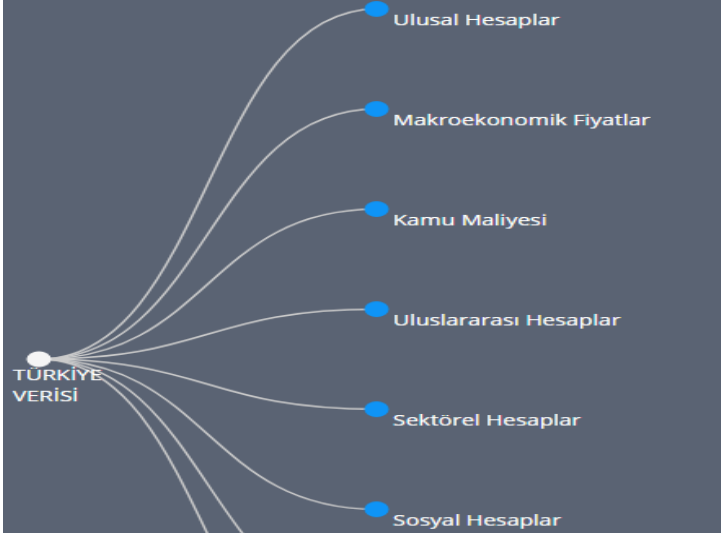 Ulusal Hesaplar
Makroekonomik Fiyatlar
Kamu Maliyesi
Uluslararası Hesaplar
TÜRKİYE
VERİSİ
Sektörel Hesaplar
Sosyal Hesaplar